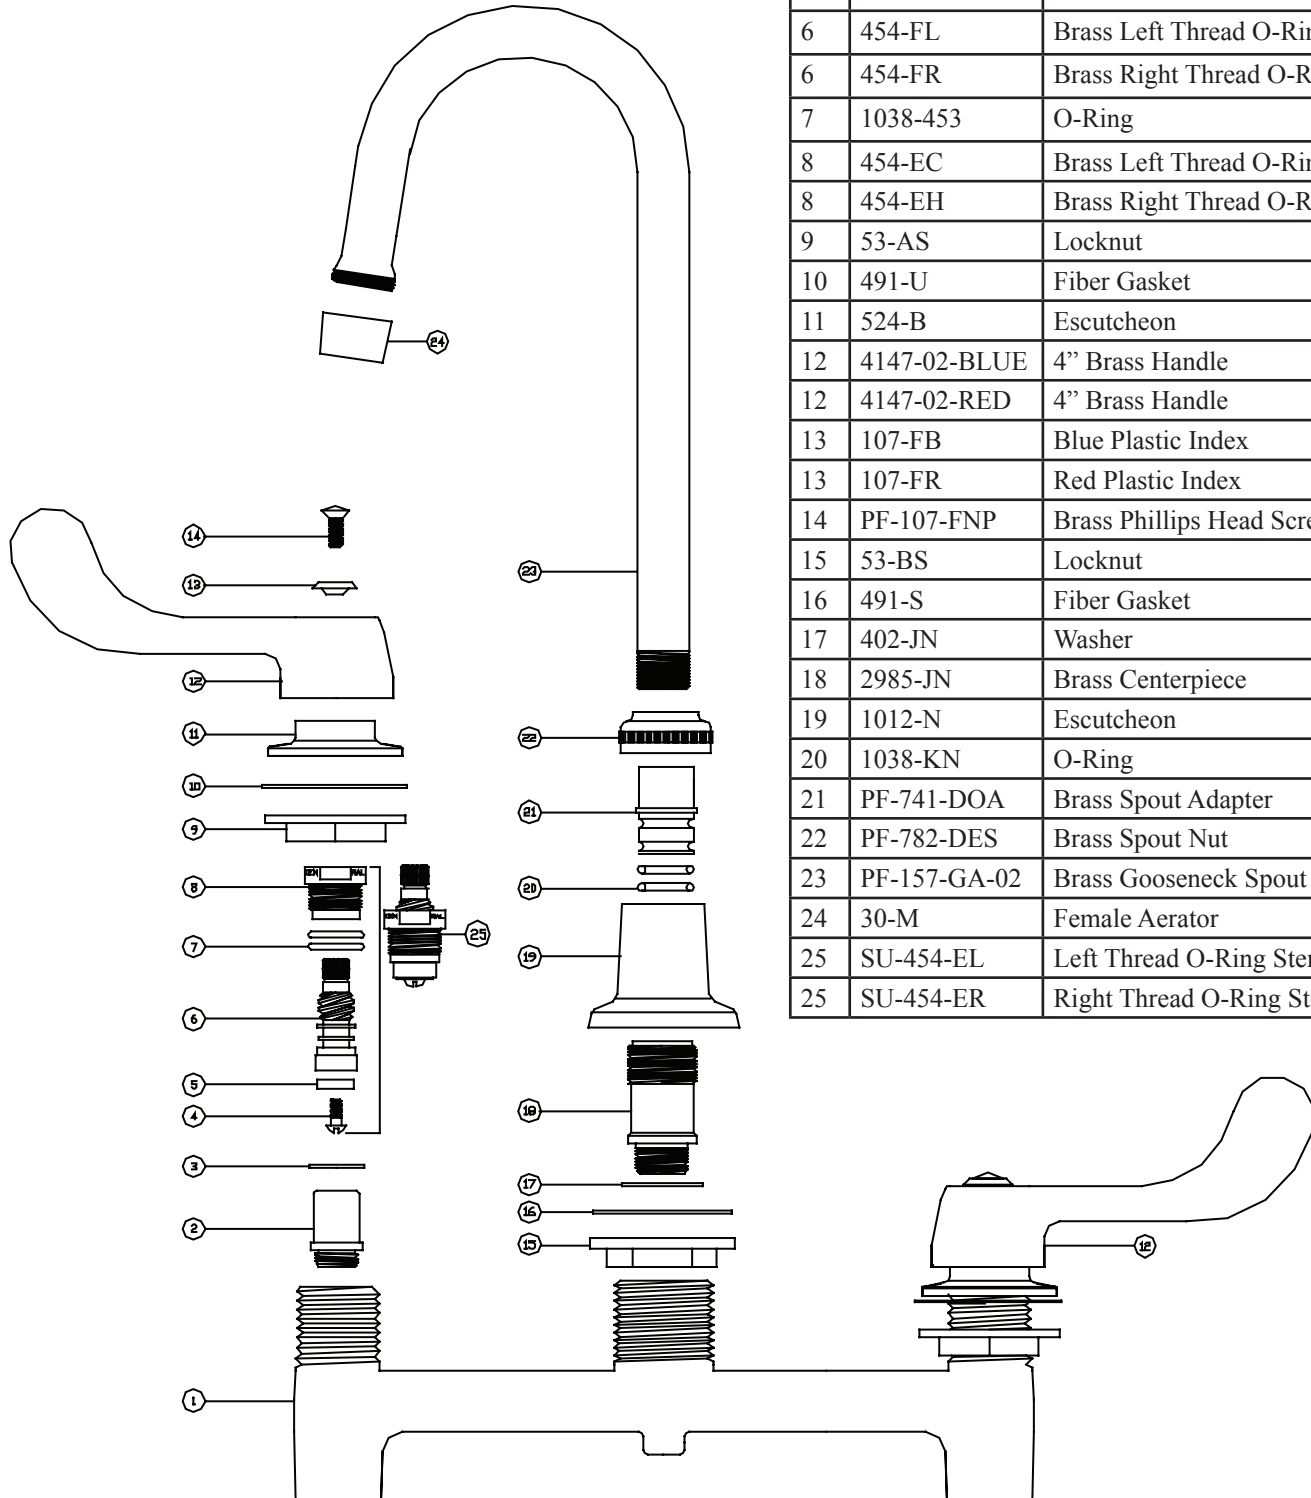 6 454-FL Brass Left Thread O-Rin
6 454-FR Brass Right Thread O-R
7 1038-453 O-Ring
8 454-EC Brass Left Thread O-Rin
8 454-EH Brass Right Thread O-R
9 53-AS Locknut
10 491-U Fiber Gasket
11 524-B Escutcheon
12 4147-02-BLUE 4” Brass Handle
12 4147-02-RED 4” Brass Handle
13 107-FB Blue Plastic Index
13 107-FR Red Plastic Index
14 PF-107-FNP Brass Phillips Head Scre
15 53-BS Locknut
16 491-S Fiber Gasket
17 402-JN Washer
18 2985-JN Brass Centerpiece
19 1012-N Escutcheon
20 1038-KN O-Ring
21 PF-741-DOA Brass Spout Adapter
22 PF-782-DES Brass Spout Nut
23 PF-157-GA-02 Brass Gooseneck Spout
24 30-M Female Aerator
25 SU-454-EL Left Thread O-Ring Ster
25 SU-454-ER Right Thread O-Ring St
24
14
13
12
11
10
9
8
7
6
5
4
3
2
1
25
23
22
21
20
19
18
17
16
15
12